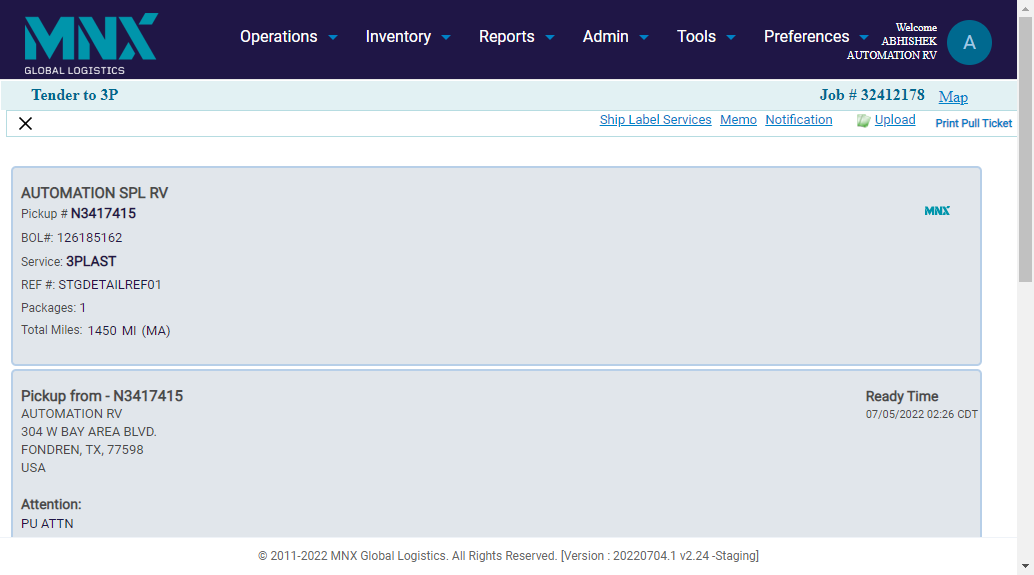 MNX
GLOBAL LOGISTICS
Operations Inventory Reports Admin Tools Preferences
Welcome
ABHISHEK
AUTOMATION RV
A
Tender to 3P Job # 32412178 Map
Ship Label Services Memo Notification Upload Print Pull Ticket
AUTOMATION SPL RV
Pickup # N3417415
MNX
BOL#: 126185162
Service: 3PLAST
REF #: STGDETAILREF01
Packages: 1
Total Miles: 1450 MI (MA)
Pickup from - N3417415 Ready Time
AUTOMATION RV 07/05/2022 02:26 CDT
304 W BAY AREA BLVD.
FONDREN, TX, 77598
USA
Attention:
PU ATTN
© 2011-2022 MNX Global Logistics. All Rights Reserved. [Version : 20220704.1 v2.24 -Staging]